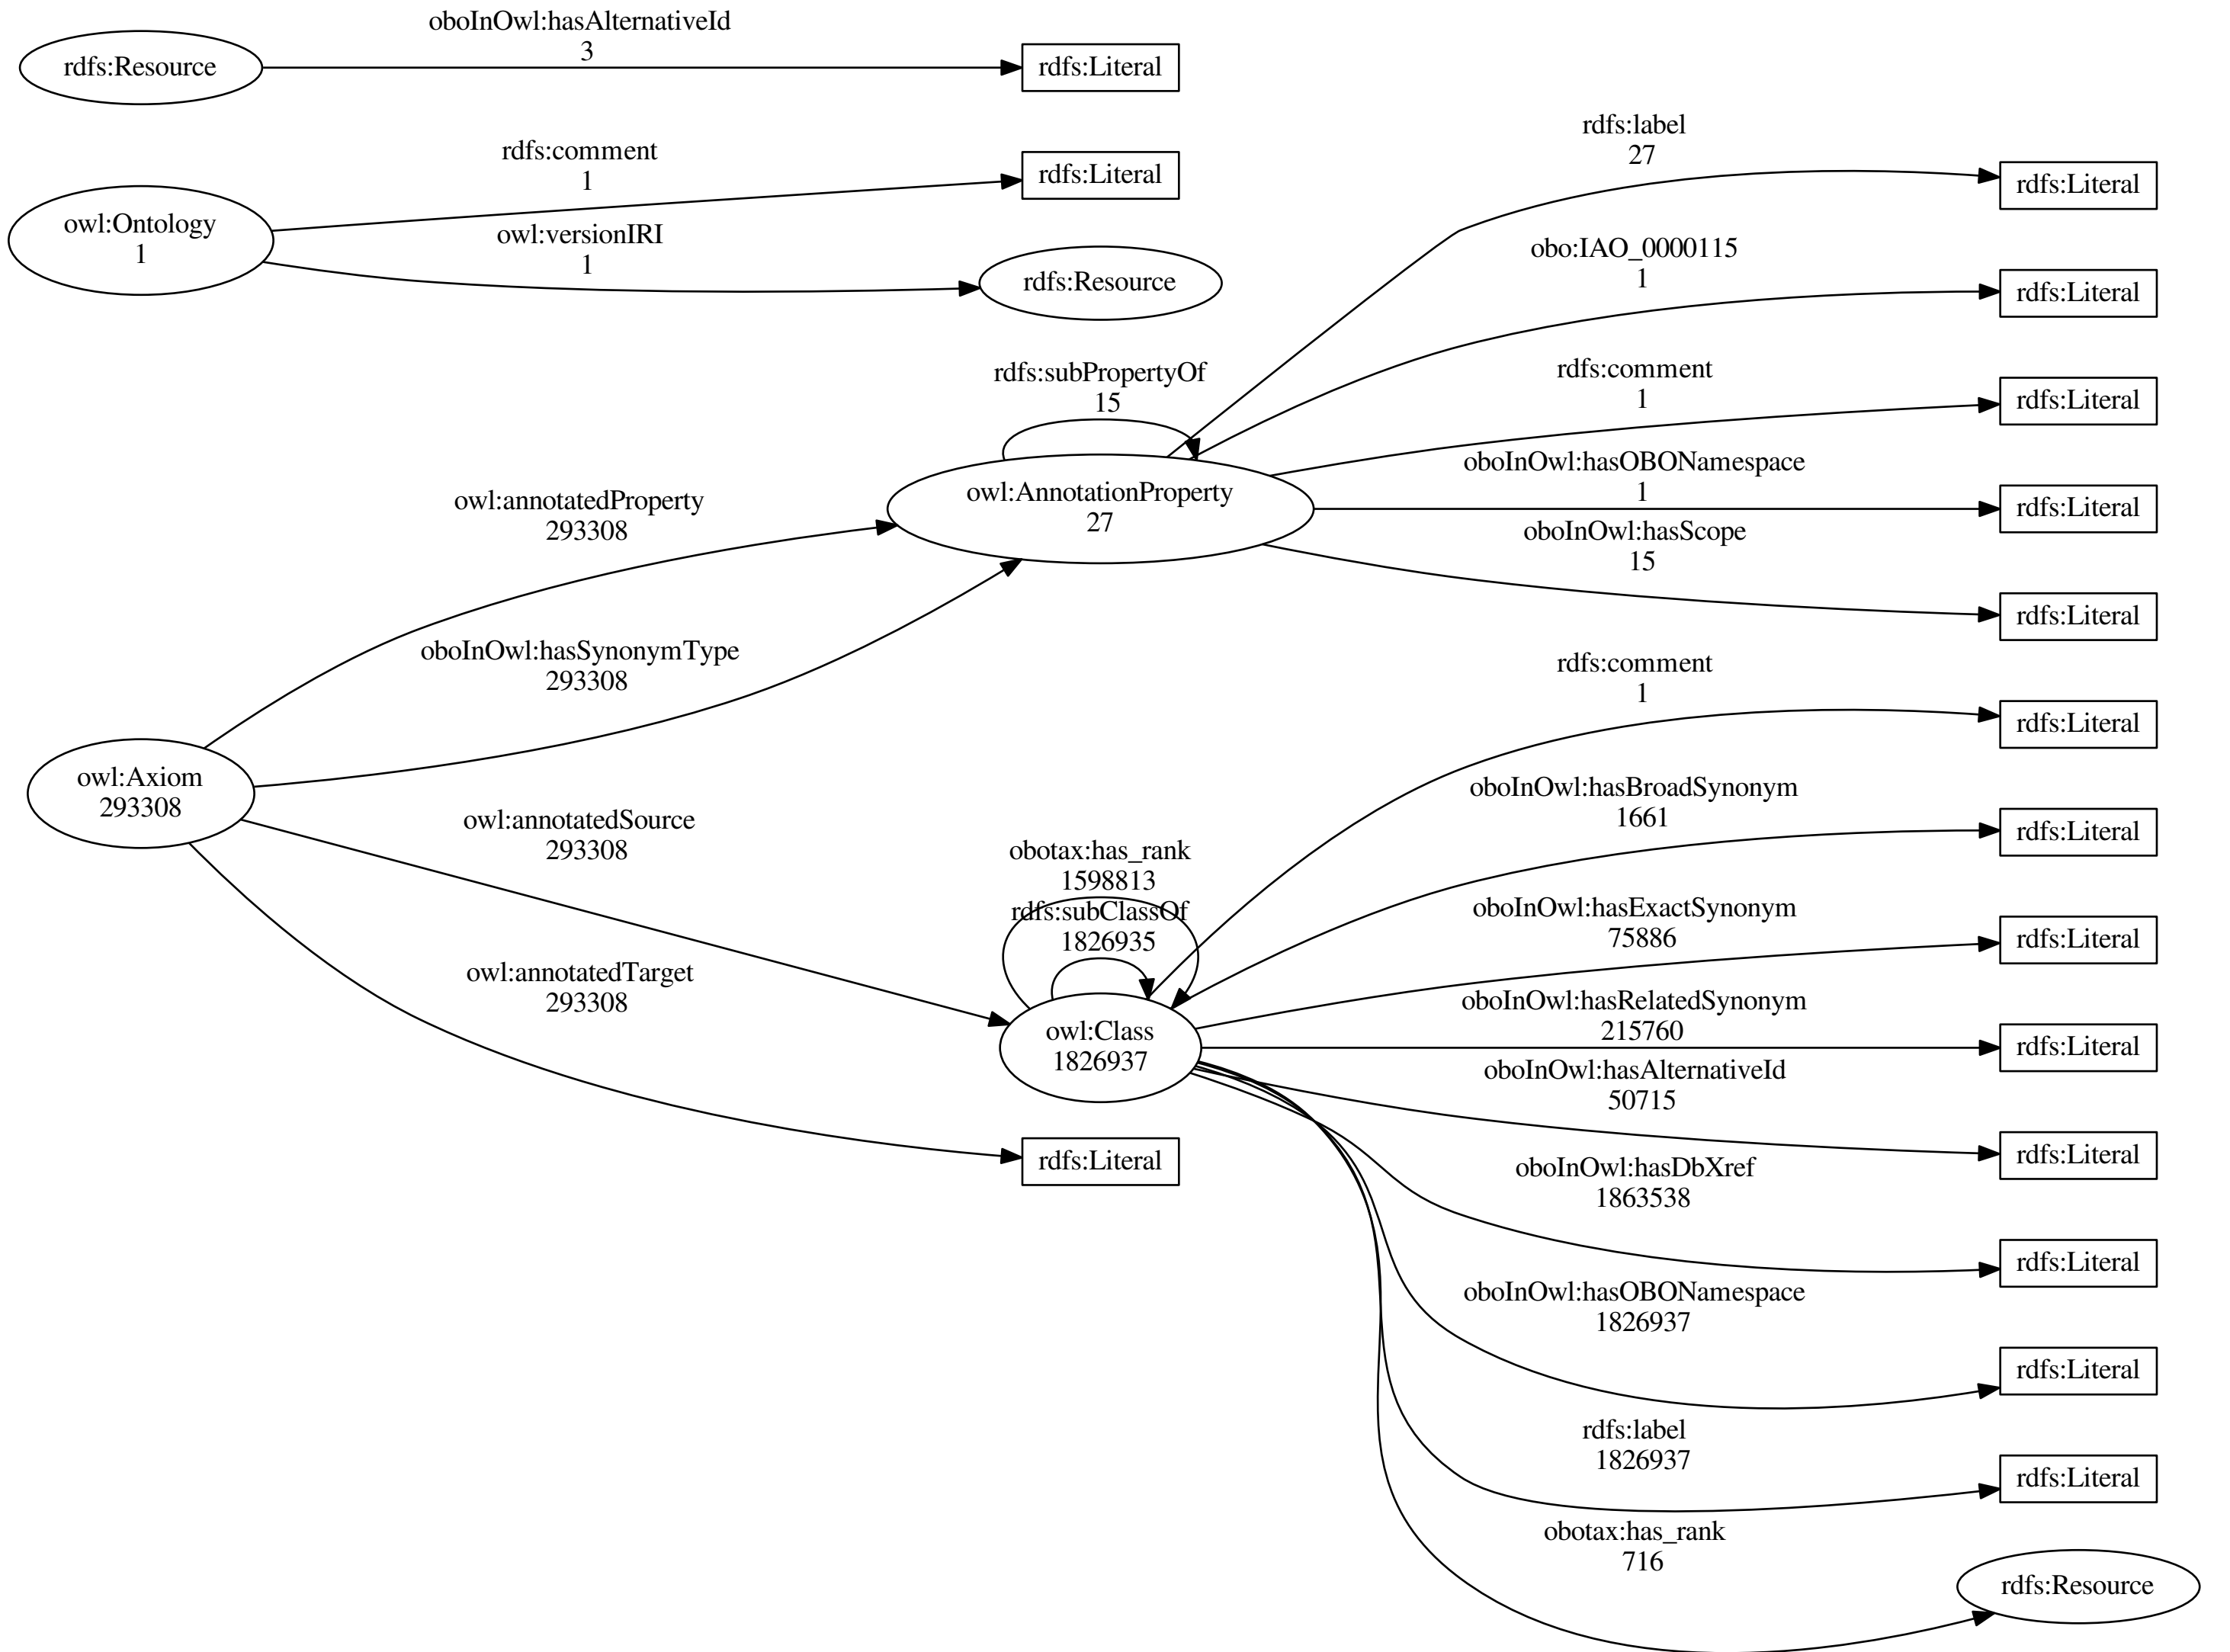 oboInOwl:hasAlternativeId
3
rdfs:Resource
rdfs:Literal
rdfs:comment
1
rdfs:Literal
owl:Ontology
1
owl:versionIRI
1
rdfs:Resource
rdfs:label
27
rdfs:Literal
obo:IAO_0000115
1
rdfs:Literal
rdfs:subPropertyOf
15
rdfs:comment
1
rdfs:Literal
owl:annotatedProperty
293308
owl:AnnotationProperty
27
oboInOwl:hasOBONamespace
1
rdfs:Literal
oboInOwl:hasScope
15
rdfs:Literal
oboInOwl:hasSynonymType
293308
owl:Axiom
293308
rdfs:comment
1
rdfs:Literal
owl:annotatedSource
293308
oboInOwl:hasBroadSynonym
1661
rdfs:Literal
obotax:has_rank
1598813
rdfs:subClassOf
1826935
oboInOwl:hasExactSynonym
75886
rdfs:Literal
owl:annotatedTarget
293308
owl:Class
1826937
oboInOwl:hasRelatedSynonym
215760
rdfs:Literal
oboInOwl:hasAlternativeId
50715
rdfs:Literal
rdfs:Literal
oboInOwl:hasDbXref
1863538
rdfs:Literal
oboInOwl:hasOBONamespace
1826937
rdfs:Literal
rdfs:label
1826937
rdfs:Literal
obotax:has_rank
716
rdfs:Resource